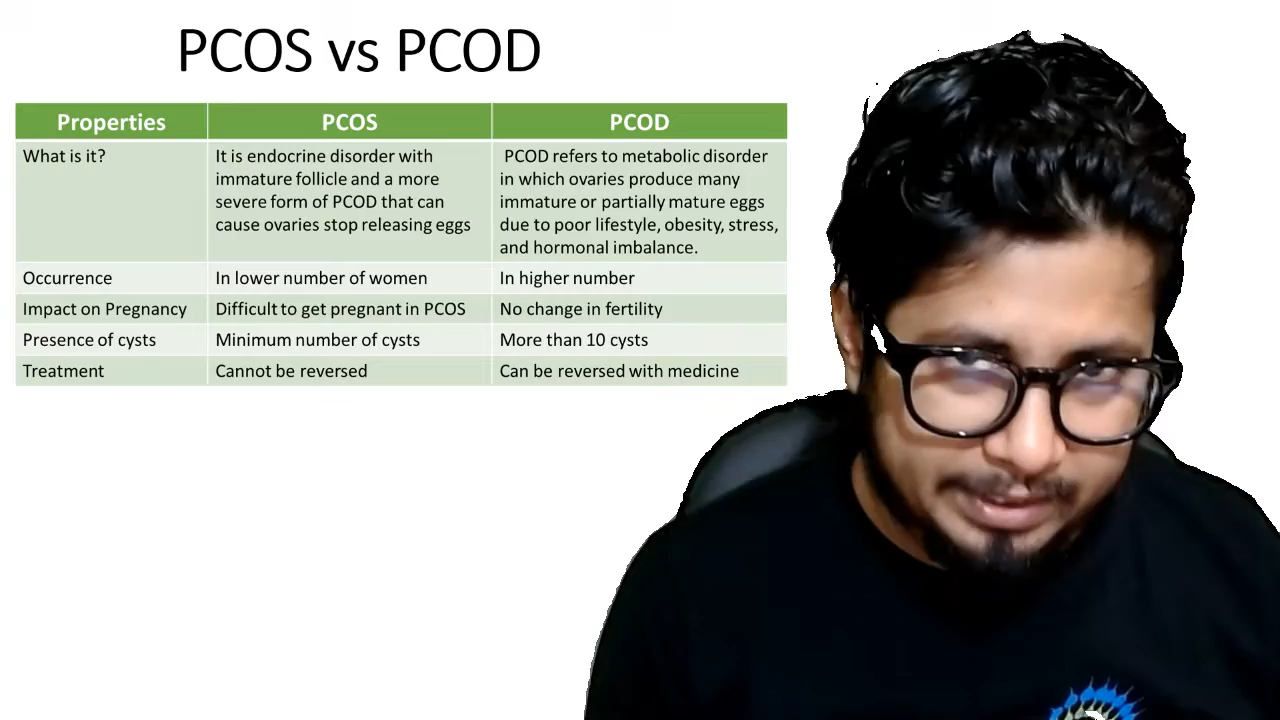 PCOS vs PCOD
Properties PCOS PCOD
What is it?
It is endocrine disorder with
immature follicle and a more
severe form of PCOD that can
cause ovaries stop releasing eggs
PCOD refers to metabolic disorder
in which ovaries produce many
immature or partially mature eggs
due to poor lifestyle, obesity, stress,
and hormonal imbalance.
Occurrence In lower number of women In higher number
Impact on Pregnancy Difficult to get pregnant in PCOS No change in fertility
Presence of cysts Minimum number of cysts More than 10 cysts
Treatment Cannot be reversed Can be reversed with medicine